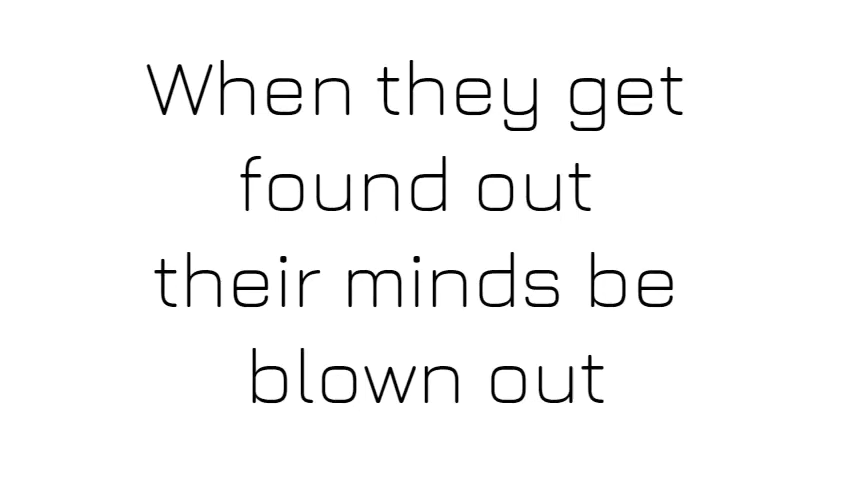 When they get
found out
their minds be
blown out